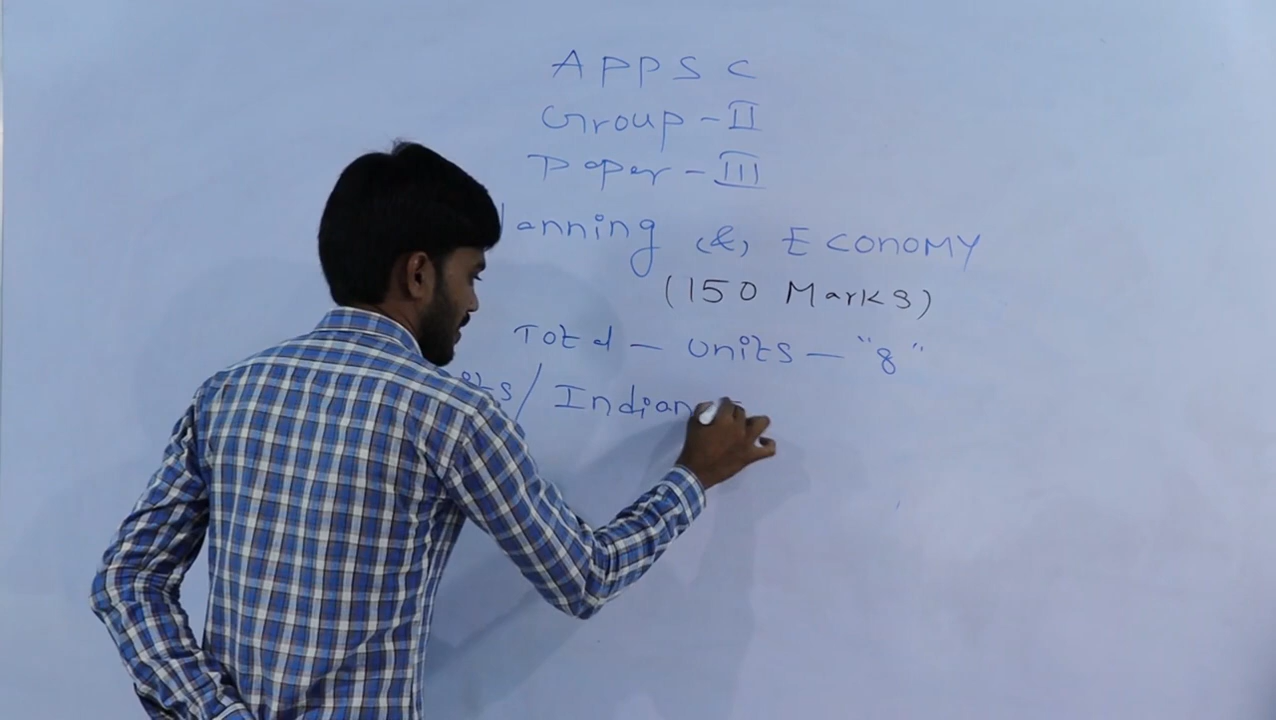 APPSC
Group-II
Paper-III
lanning & ECONOMY
(150 Marks)
Total - Units - "8"
/ Indian